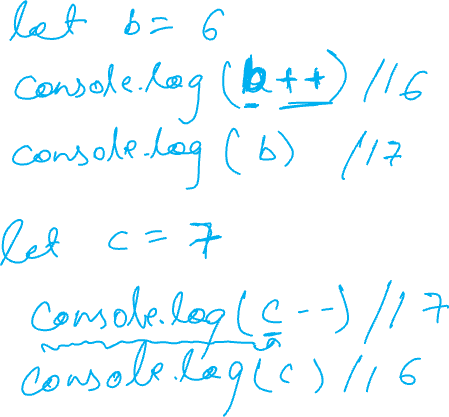 let b = 6
console.log (b++) //6
console.log (b) //7
let c = 7
console.log (c--) //7
console.log (c) //6